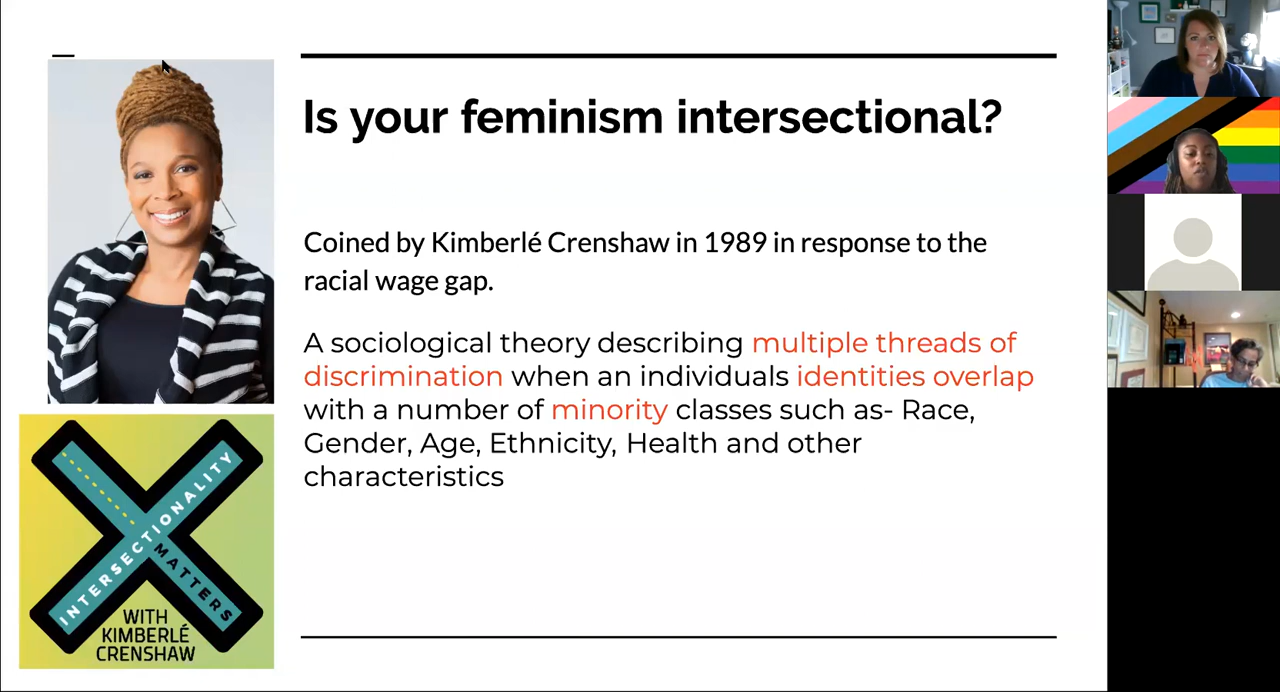 Is your feminism intersectional?
Coined by Kimberlé Crenshaw in 1989 in response to the
racial wage gap.
A sociological theory describing multiple threads of
discrimination when an individuals identities overlap
with a number of minority classes such as- Race,
Gender, Age, Ethnicity, Health and other
characteristics
INTERSECTIONALITY
MATTERS
WITH
KIMBERLÉ
CRENSHAW